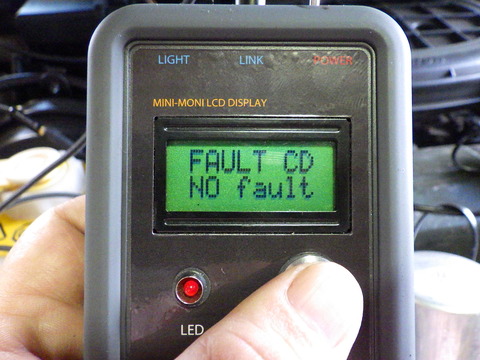 LIGHT LINK POWER
MINI-MONI LCD DISPLAY
FAULT CD
NO fault
LED